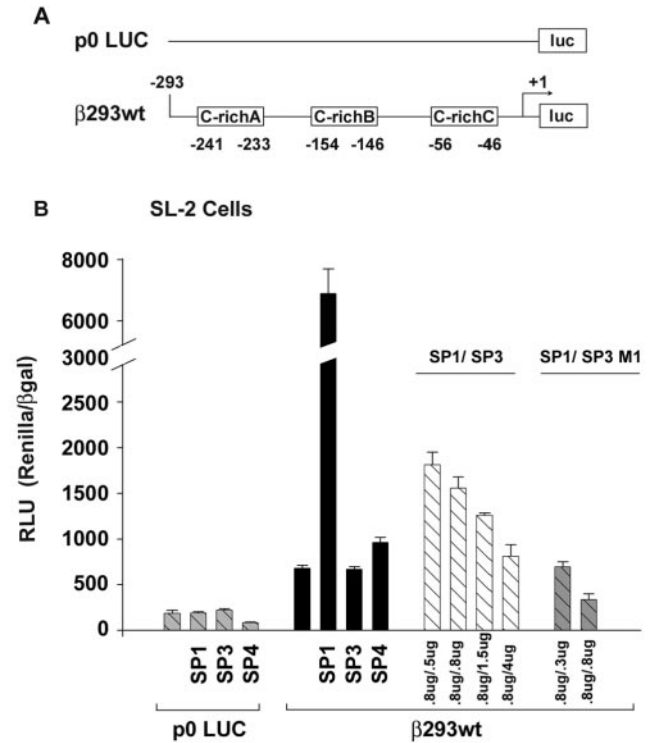 A
p0 LUC
luc
-293
+1
β293wt
C-richA
C-richB
C-richC
luc
-241
-233
-154
-146
-56
-46
B
SL-2 Cells
8000
6000
3000
2500
2000
1500
1000
500
0
RLU (Renilla/βgal)
SP1/ SP3
SP1/ SP3 M1
SP1
SP3
SP4
SP1
SP3
SP4
.8ug/.5ug
.8ug/.8ug
.8ug/1.5ug
.8ug/4ug
.8ug/.3ug
.8ug/.8ug
p0 LUC
β293wt